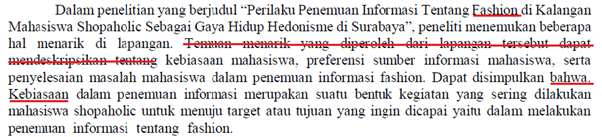 Dalam penelitian yang berjudul "Perilaku Penemuan Informasi Tentang Fashion di Kalangan
Mahasiswa Shopaholic Sebagai Gaya Hidup Hedonisme di Surabaya", peneliti menemukan beberapa
hal menarik di lapangan. Temuan menarik yang diperoleh dari lapangan tersebut dapat
mendeskripsikan tentang kebiasaan mahasiswa, preferensi sumber informasi mahasiswa, serta
penyelesaian masalah mahasiswa dalam penemuan informasi fashion. Dapat disimpulkan bahwa.
Kebiasaan dalam penemuan informasi merupakan suatu bentuk kegiatan yang sering dilakukan
mahasiswa shopaholic untuk menuju target atau tujuan yang ingin dicapai yaitu dalam melakukan
penemuan informasi tentang fashion.